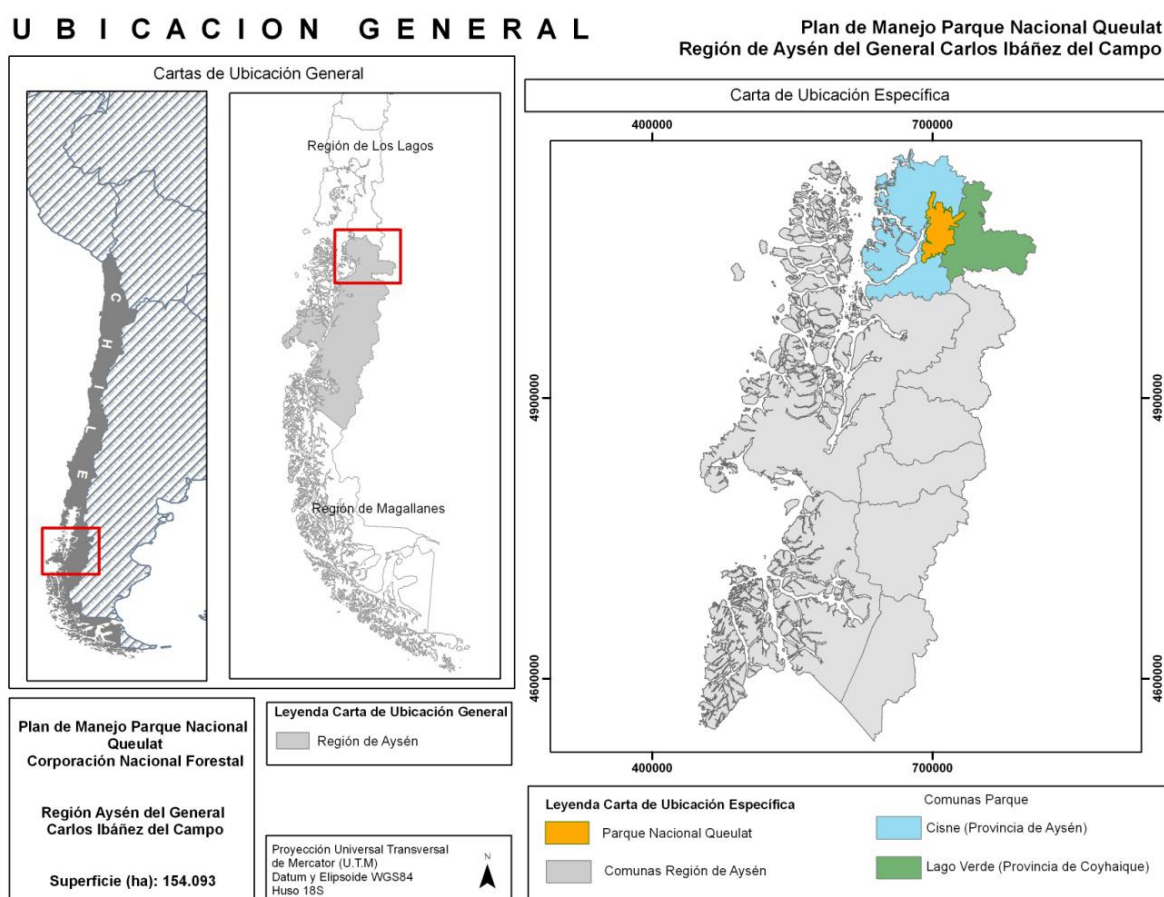 U B I C A C I O N   G E N E R A L
Plan de Manejo Parque Nacional Queulat
Región de Aysén del General Carlos Ibáñez del Campo
Cartas de Ubicación General
CHILE
Región de Los Lagos
Región de Magallanes
Carta de Ubicación Específica
400000
700000
4900000
4900000
4600000
4600000
400000
700000
Plan de Manejo Parque Nacional
Queulat
Corporación Nacional Forestal
Región Aysén del General
Carlos Ibáñez del Campo
Superficie (ha): 154.093
Leyenda Carta de Ubicación General
Región de Aysén
Proyección Universal Transversal
de Mercator (U.T.M)
Datum y Elipsoide WGS84
Huso 18S
N
Leyenda Carta de Ubicación Específica
Parque Nacional Queulat
Comunas Región de Aysén
Comunas Parque
Cisne (Provincia de Aysén)
Lago Verde (Provincia de Coyhaique)